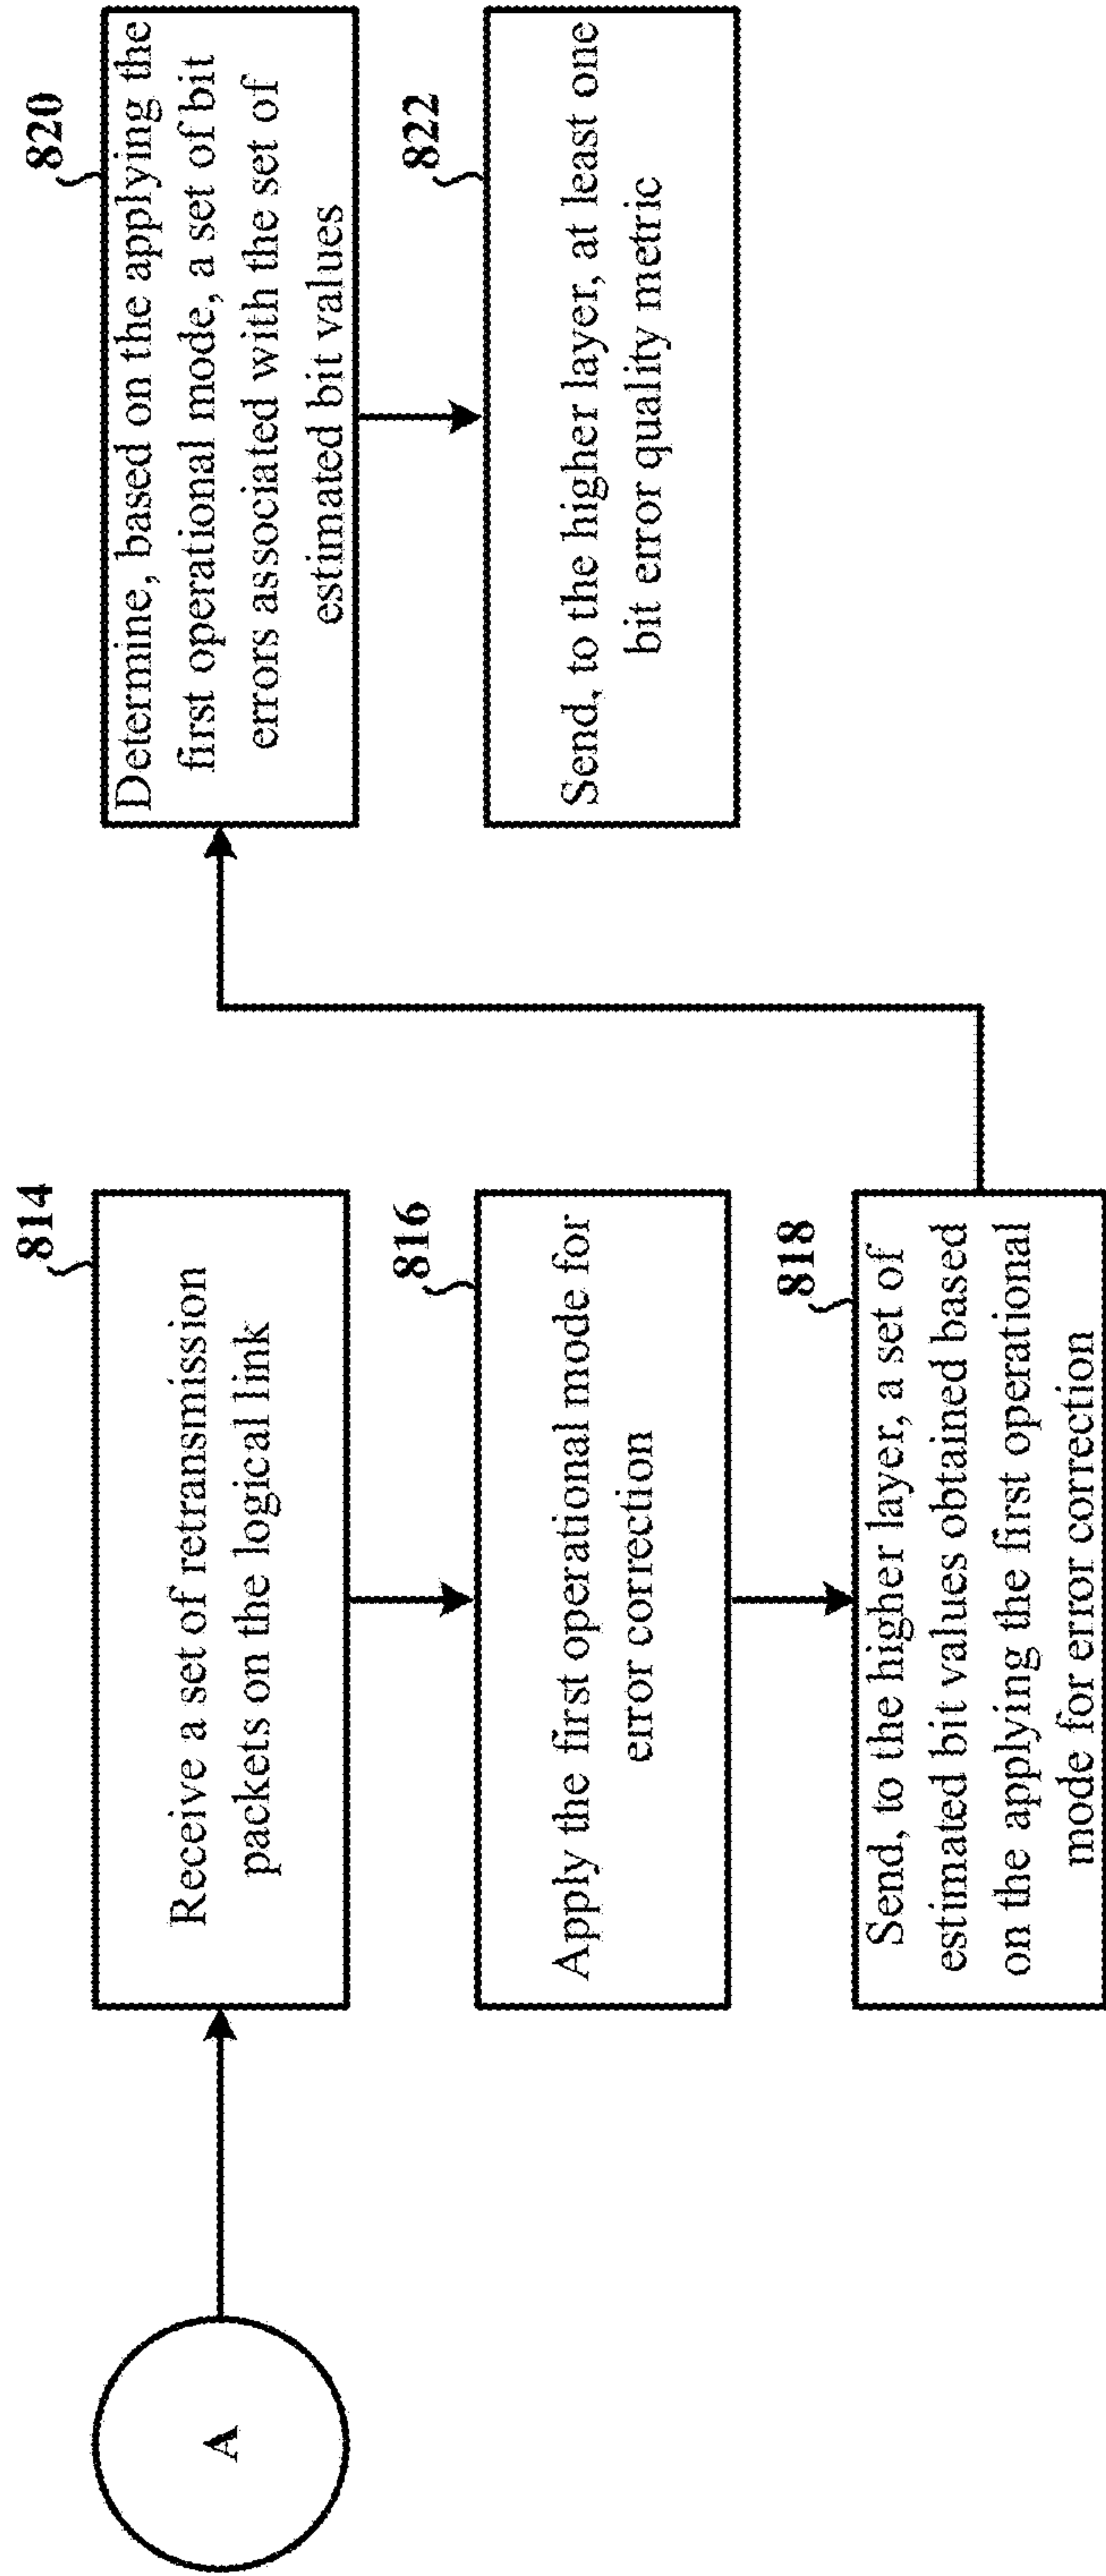 A
814
Receive a set of retransmission
packets on the logical link
816
Apply the first operational mode for
error correction
818
Send, to the higher layer, a set of
estimated bit values obtained based
on the applying the first operational
mode for error correction
820
Determine, based on the applying the
first operational mode, a set of bit
errors associated with the set of
estimated bit values
822
Send, to the higher layer, at least one
bit error quality metric